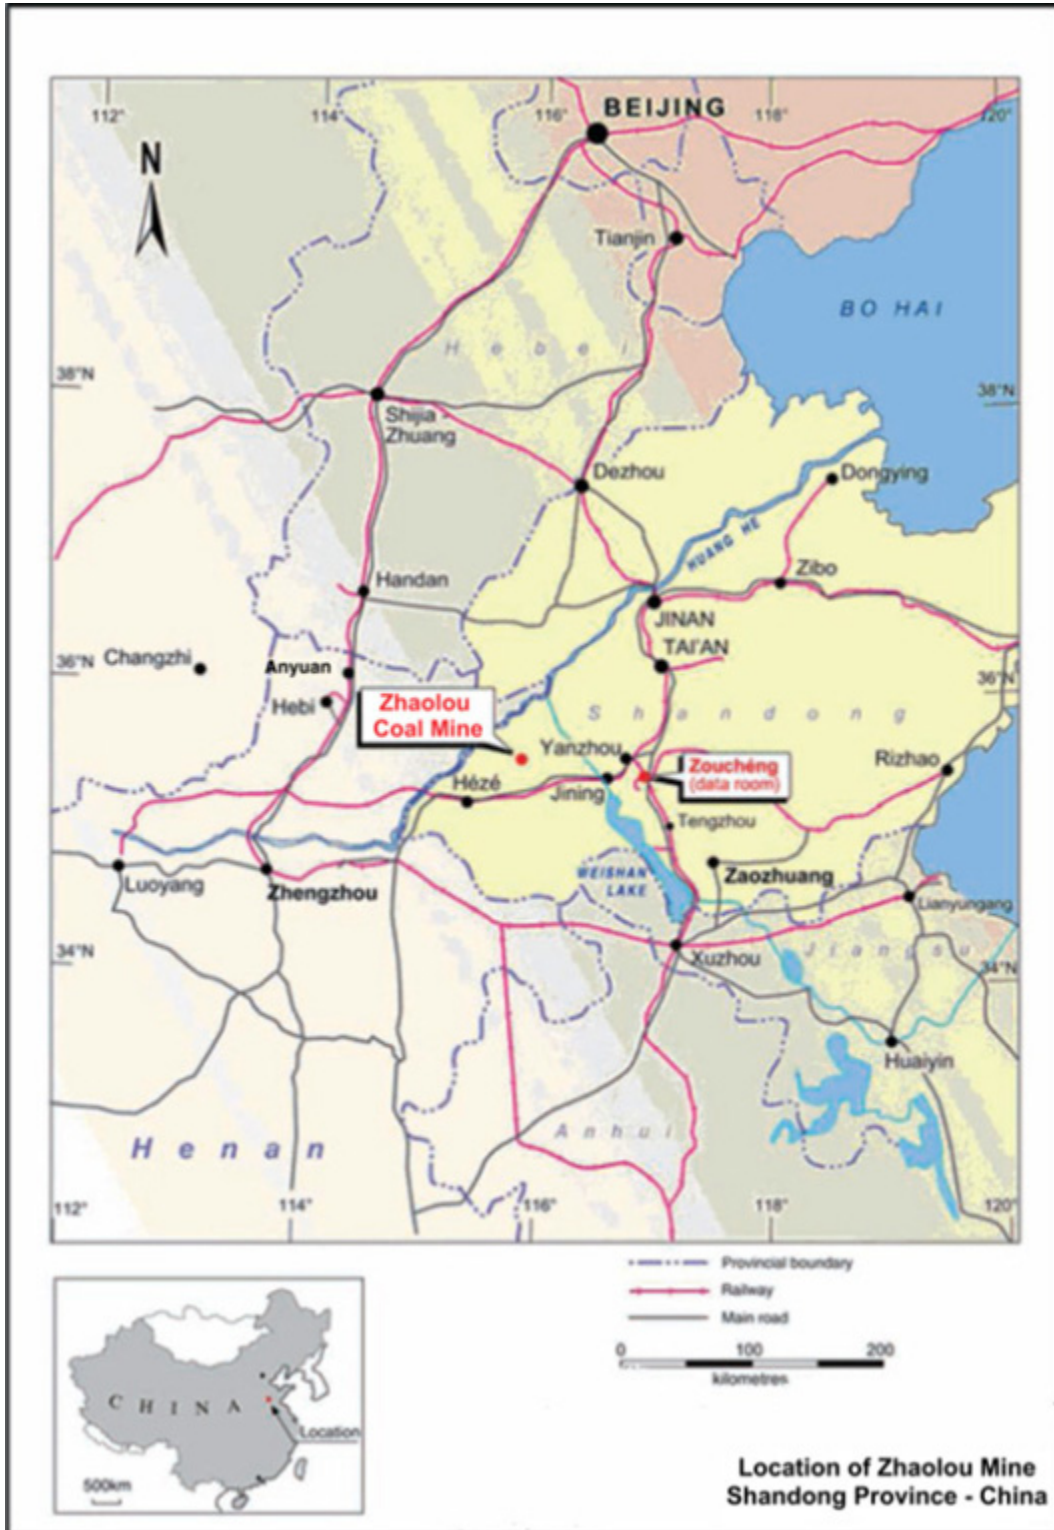 112°
114°
116°
118°
120°
BEIJING
N
Tianjin
BO HAI
Hebei
38°N
38°N
Shijia -
Zhuang
Dezhou
Dongying
HUANG HE
Handan
Zibo
JINAN
TAI'AN
Changzhi
36°N
Anyuan
36°N
Hebi
Zhaolou
Coal Mine
Shandong
Yanzhou
Zouchéng
(data room)
Rizhao
Hézé
Jining
Tengzhou
Luoyang
Zhengzhou
WEISHAN
LAKE
Zaozhuang
Lianyungang
34°N
Xuzhou
Jiangsu
34°N
Huaiyin
Henan
Anhui
112°
114°
116°
118°
120°
Provincial boundary
Railway
Main road
0 100 200
kilometres
CHINA
Location
500km
Location of Zhaolou Mine
Shandong Province - China